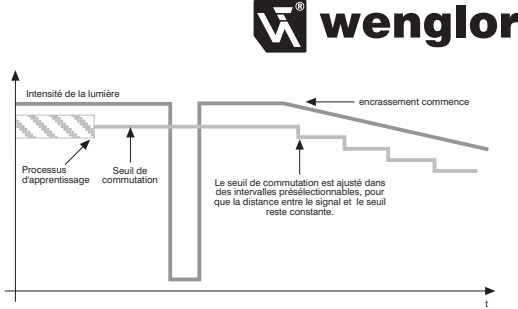 wenglor®
Intensité de la lumière
encrassement commence
Processus
d'apprentissage
Seuil de
commutation
Le seuil de commutation est ajusté dans
des intervalles présélectionnables, pour
que la distance entre le signal et le seuil
reste constante.
t